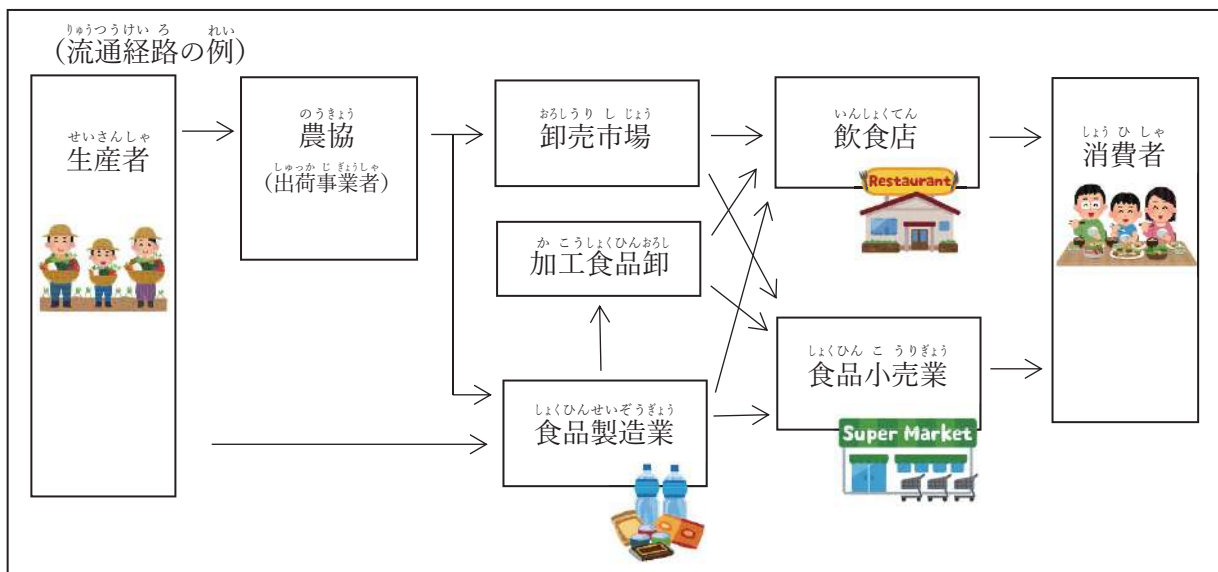 りゅうつうけいろ れい
(流通経路の例)
せいさんしゃ
生産者
のうきょう
農協
しゅっかじぎょうしゃ
(出荷事業者)
おろしうりしじょう
卸売市場
かこうしょくひんおろし
加工食品卸
しょくひんせいぞうぎょう
食品製造業
いんしょくてん
飲食店
Restaurant
しょくひんこうりぎょう
食品小売業
Super Market
しょうひしゃ
消費者